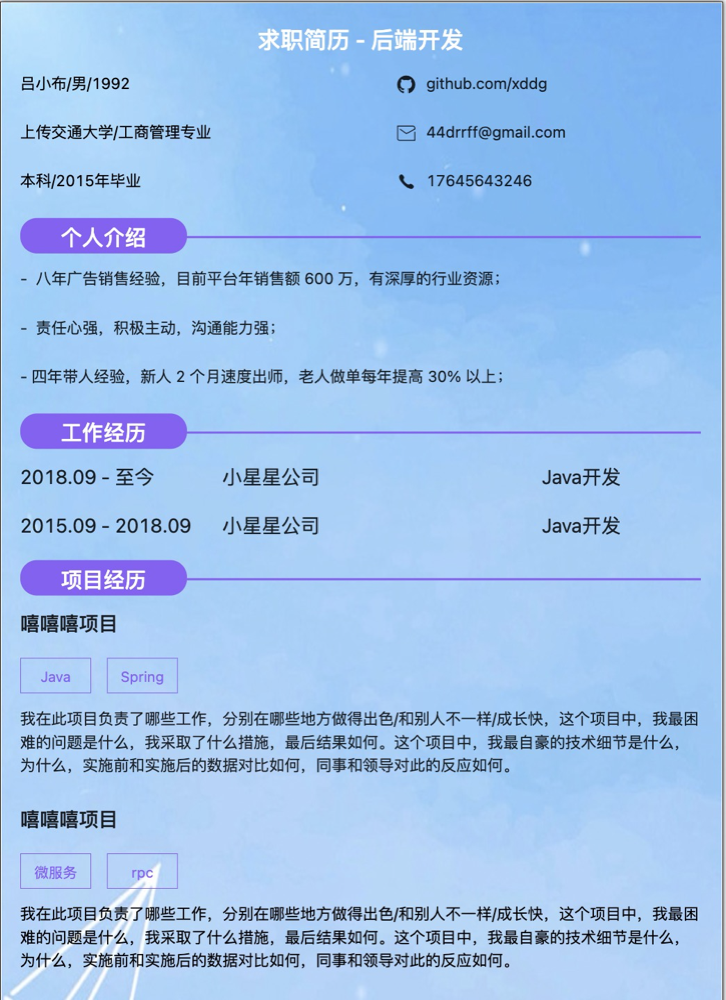 求职简历 - 后端开发
吕小布/男/1992
github.com/xddg
上传交通大学/工商管理专业
44drrff@gmail.com
本科/2015年毕业
17645643246
个人介绍
- 八年广告销售经验，目前平台年销售额 600 万，有深厚的行业资源；
- 责任心强，积极主动，沟通能力强；
- 四年带人经验，新人 2 个月速度出师，老人做单每年提高 30% 以上；
工作经历
2018.09 - 至今 小星星公司 Java开发
2015.09 - 2018.09 小星星公司 Java开发
项目经历
嘻嘻嘻项目
Java Spring
我在此项目负责了哪些工作，分别在哪些地方做得出色/和别人不一样/成长快，这个项目中，我最困
难的问题是什么，我采取了什么措施，最后结果如何。这个项目中，我最自豪的技术细节是什么，
为什么，实施前和实施后的数据对比如何，同事和领导对此的反应如何。
嘻嘻嘻项目
微服务 rpc
我在此项目负责了哪些工作，分别在哪些地方做得出色/和别人不一样/成长快，这个项目中，我最困
难的问题是什么，我采取了什么措施，最后结果如何。这个项目中，我最自豪的技术细节是什么，
为什么，实施前和实施后的数据对比如何，同事和领导对此的反应如何。